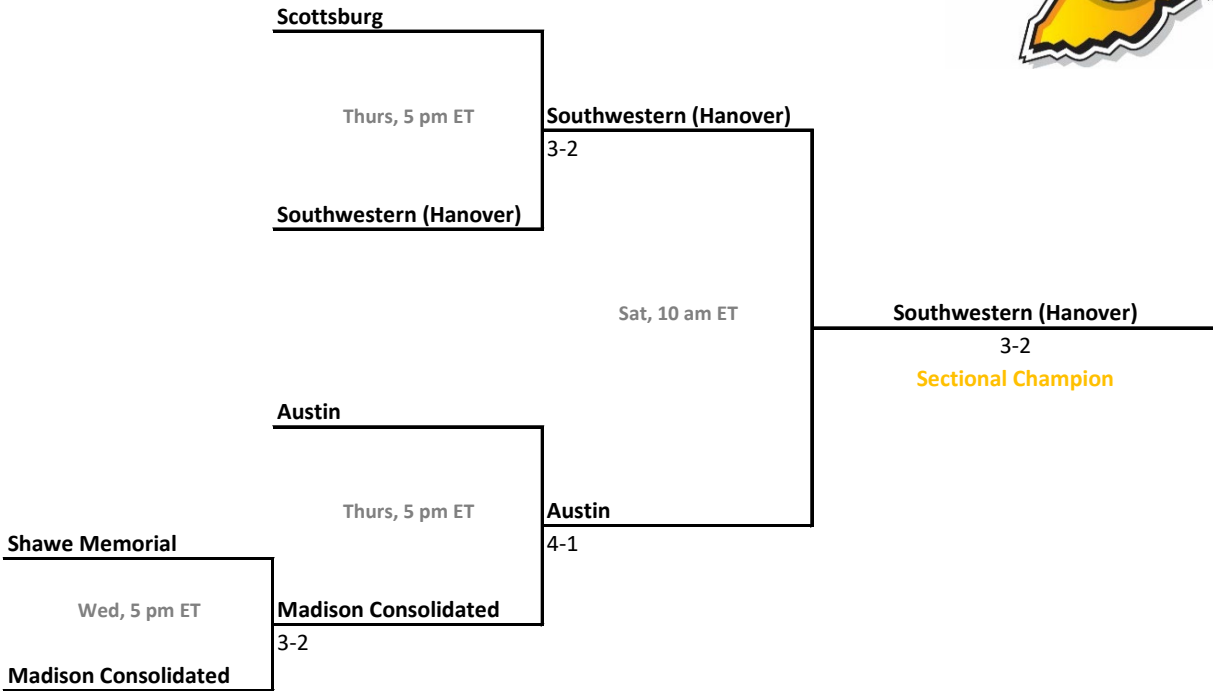 Scottsburg
Thurs, 5 pm ET
Southwestern (Hanover)
3-2
Southwestern (Hanover)
Sat, 10 am ET
Southwestern (Hanover)
3-2
Sectional Champion
Austin
Thurs, 5 pm ET
Austin
4-1
Shawe Memorial
Wed, 5 pm ET
Madison Consolidated
3-2
Madison Consolidated